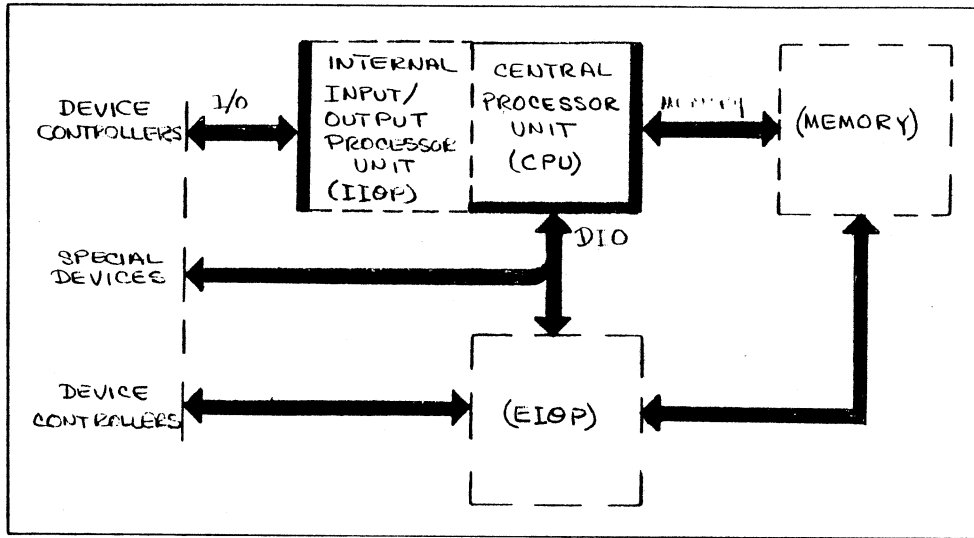 DEVICE
CONTROLLERS
I/O
INTERNAL
INPUT/
OUTPUT
PROCESSOR
UNIT
(IIOP)
CENTRAL
PROCESSOR
UNIT
(CPU)
MEMORY
(MEMORY)
DIO
SPECIAL
DEVICES
DEVICE
CONTROLLERS
(EIOP)